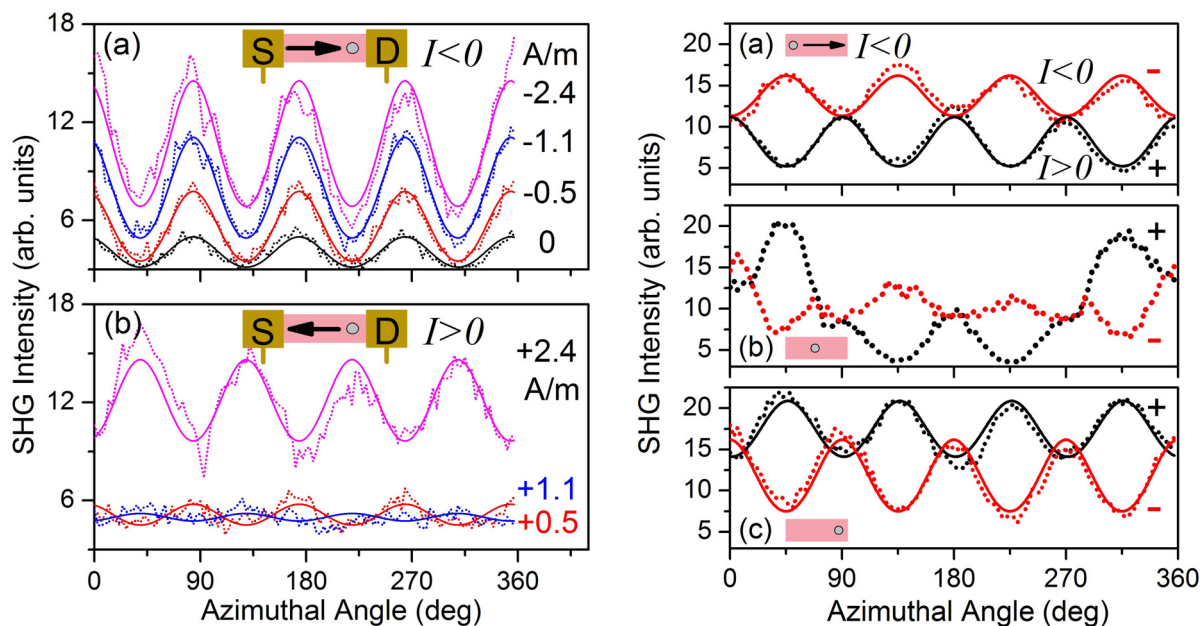 SHG Intensity (arb. units)
(a)
S
D
I<0
A/m
-2.4
-1.1
-0.5
0
18
12
6
(b)
S
D
I>0
+2.4
A/m
+1.1
+0.5
18
12
6
0 90 180 270 360
Azimuthal Angle (deg)
SHG Intensity (arb. units)
(a)
I<0
I<0
-
I>0
+
20
15
10
5
+
-
(b)
20
15
10
5
+
-
(c)
20
15
10
5
0 90 180 270 360
Azimuthal Angle (deg)